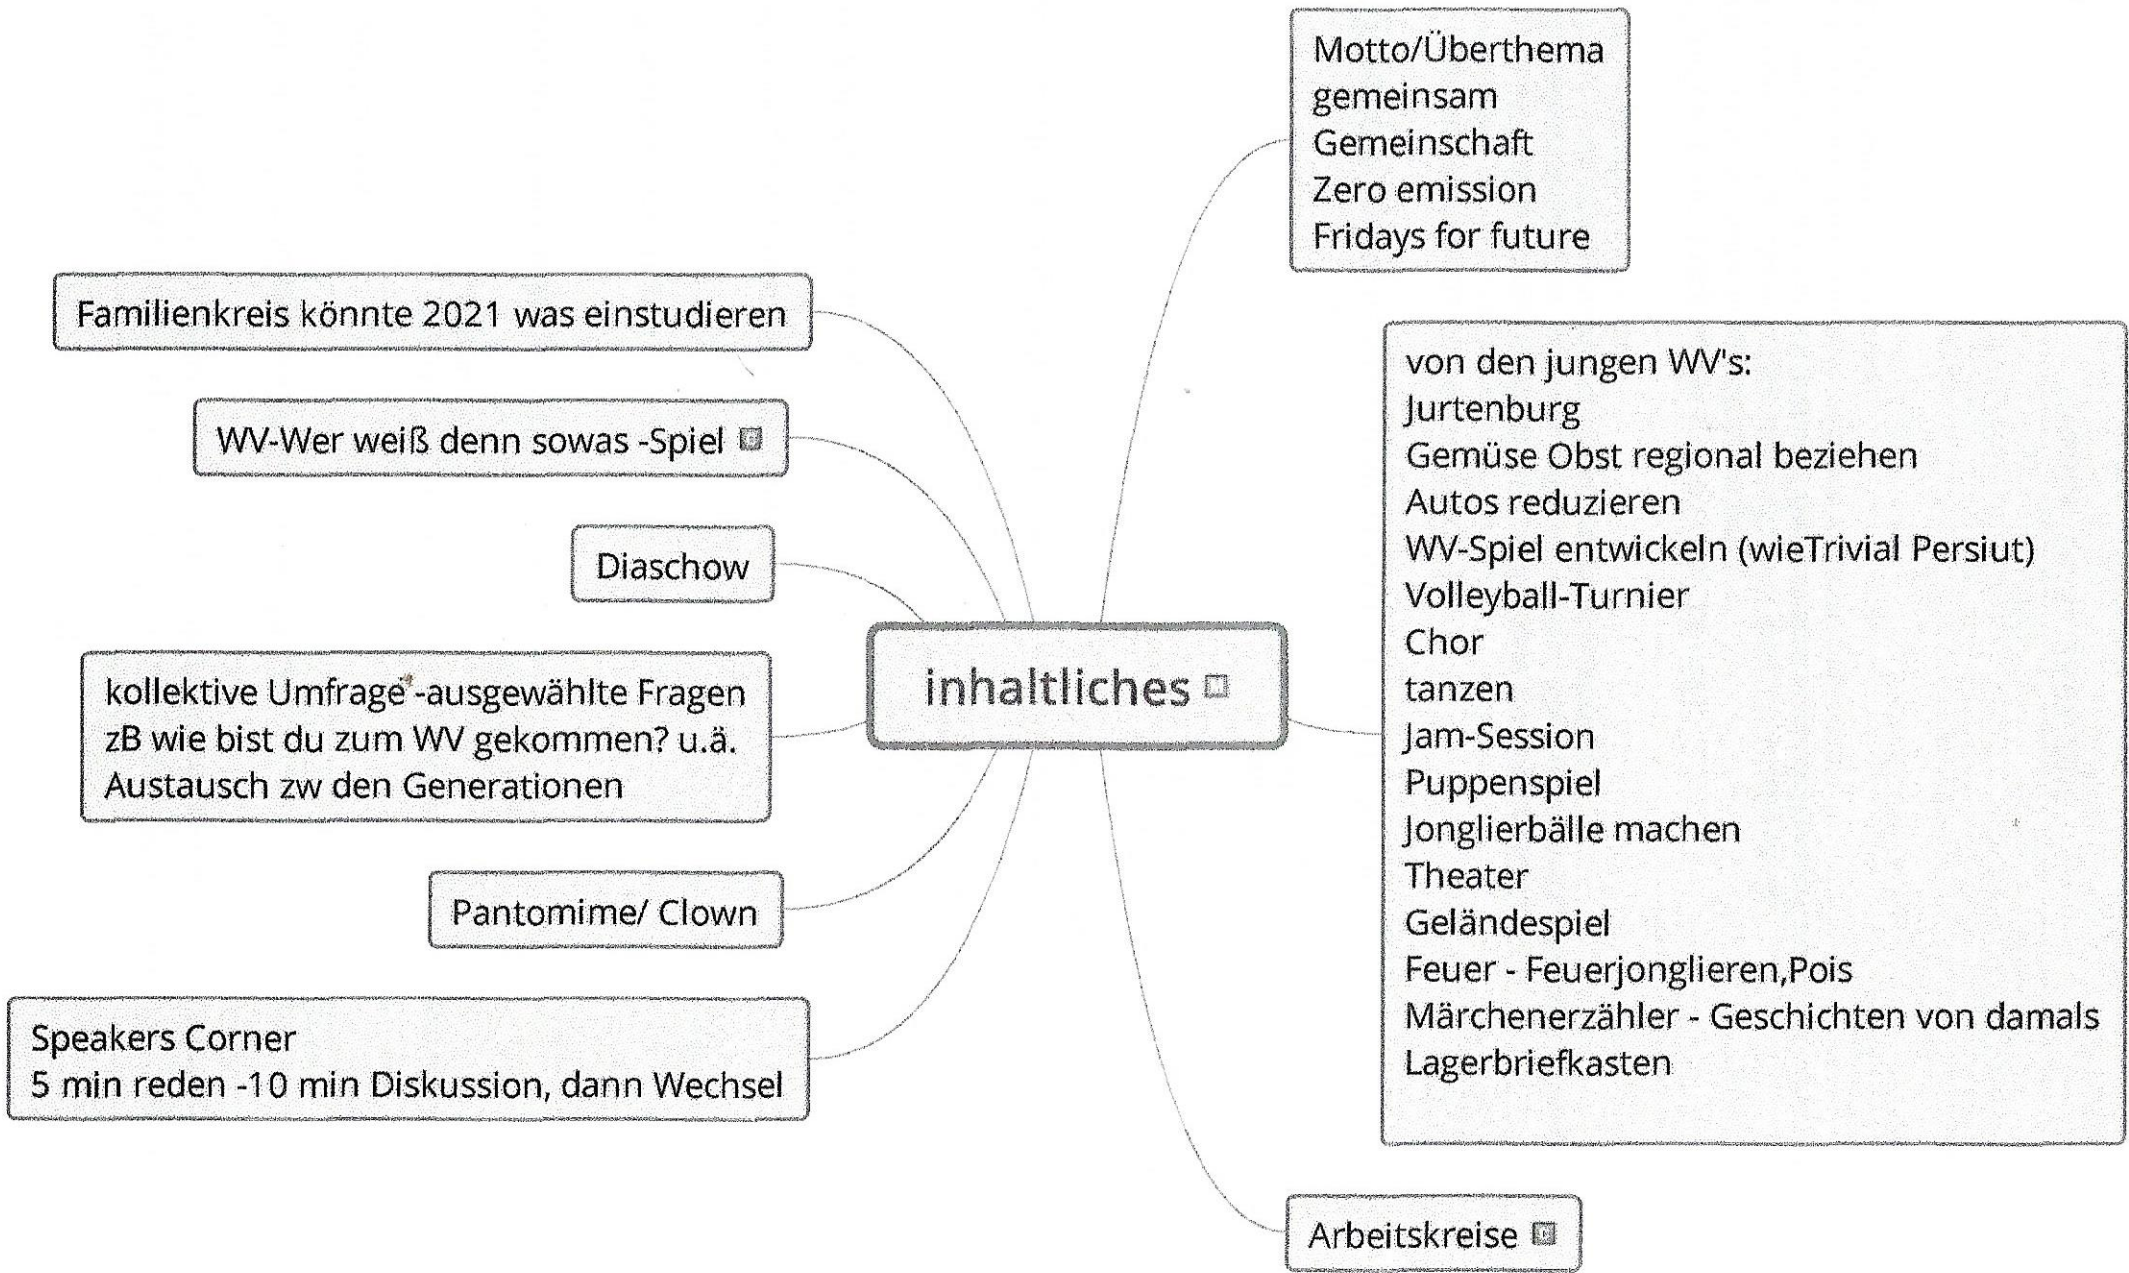 Motto/Überthema
gemeinsam
Gemeinschaft
Zero emission
Fridays for future
Familienkreis könnte 2021 was einstudieren
WV-Wer weiß denn sowas -Spiel
Diaschow
kollektive Umfrage -ausgewählte Fragen
zB wie bist du zum WV gekommen? u.ä.
Austausch zw den Generationen
Pantomime/ Clown
Speakers Corner
5 min reden -10 min Diskussion, dann Wechsel
inhaltliches
von den jungen WV's:
Jurtenburg
Gemüse Obst regional beziehen
Autos reduzieren
WV-Spiel entwickeln (wieTrivial Persiut)
Volleyball-Turnier
Chor
tanzen
Jam-Session
Puppenspiel
Jonglierbälle machen
Theater
Geländespiel
Feuer - Feuerjonglieren,Pois
Märchenerzähler - Geschichten von damals
Lagerbriefkasten
Arbeitskreise